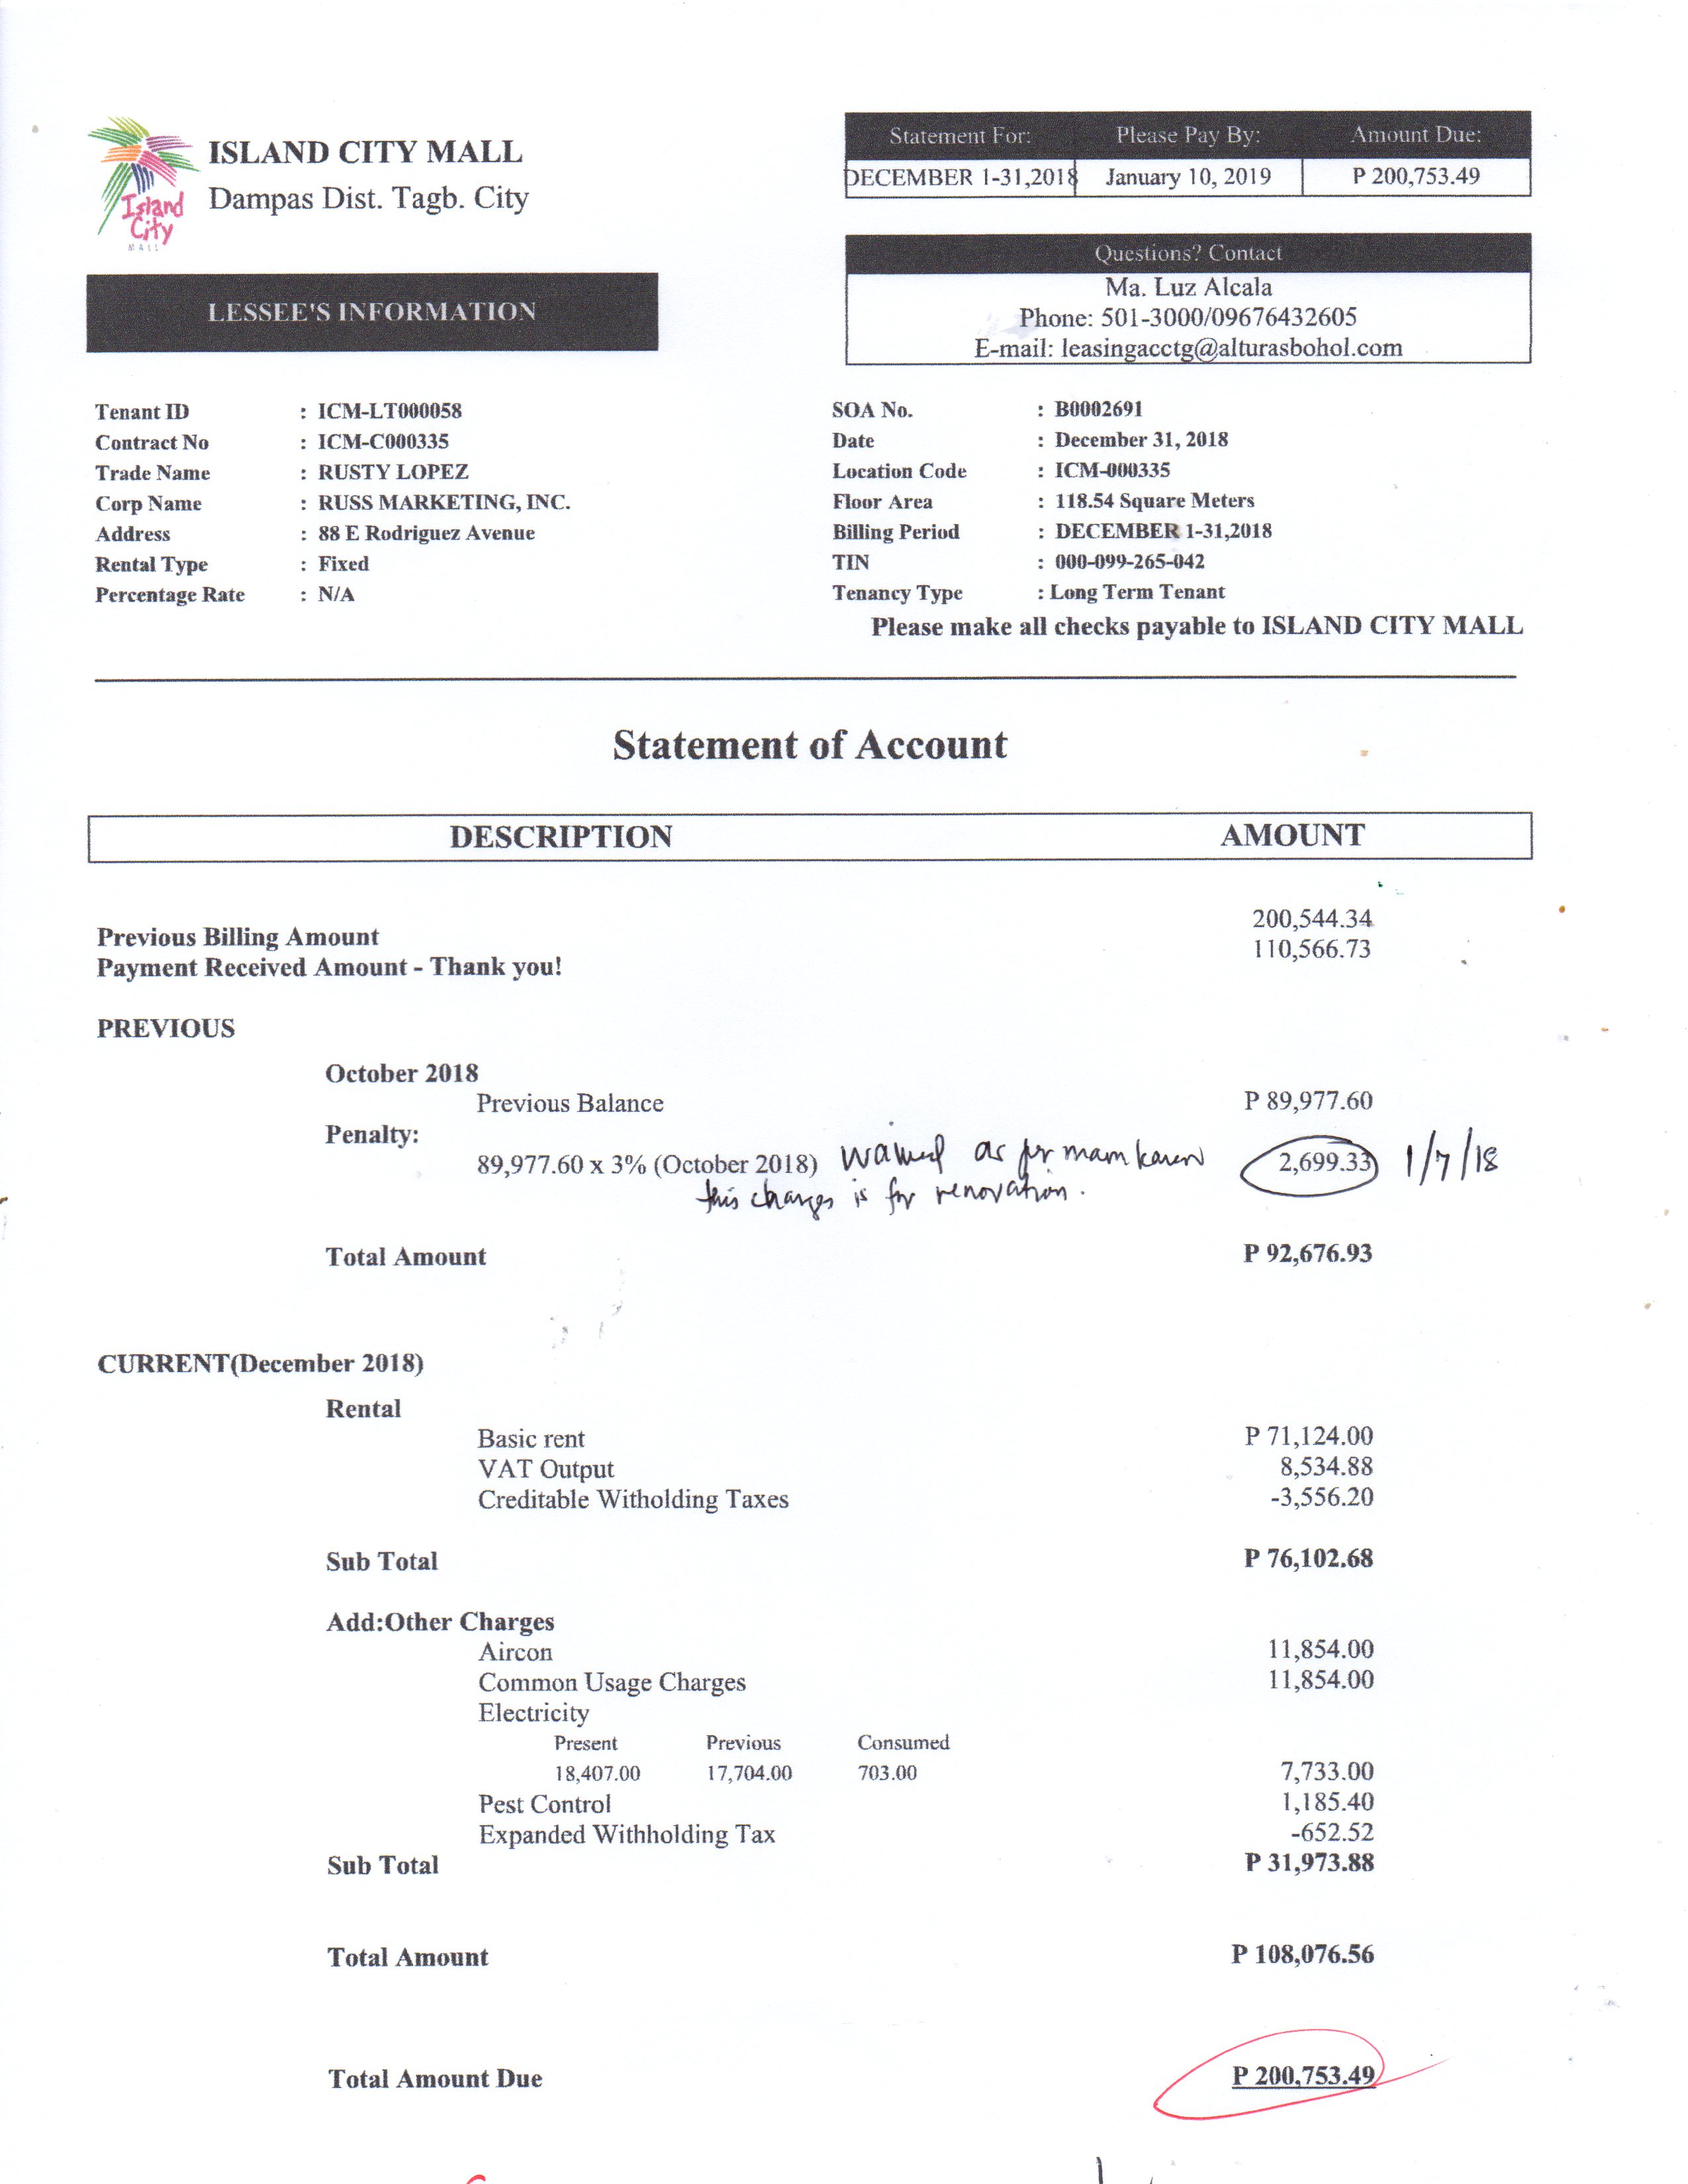 Island
City
MALL
ISLAND CITY MALL
Dampas Dist. Tagb. City
Statement For: Please Pay By: Amount Due:
DECEMBER 1-31,2018 January 10, 2019 P 200,753.49
Questions? Contact
Ma. Luz Alcala
Phone: 501-3000/09676432605
E-mail: leasingacctg@alturasbohol.com
LESSEE'S INFORMATION
Tenant ID : ICM-LT000058
Contract No : ICM-C000335
Trade Name : RUSTY LOPEZ
Corp Name : RUSS MARKETING, INC.
Address : 88 E Rodriguez Avenue
Rental Type : Fixed
Percentage Rate : N/A
SOA No. : B0002691
Date : December 31, 2018
Location Code : ICM-000335
Floor Area : 118.54 Square Meters
Billing Period : DECEMBER 1-31,2018
TIN : 000-099-265-042
Tenancy Type : Long Term Tenant
Please make all checks payable to ISLAND CITY MALL
Statement of Account
DESCRIPTION AMOUNT
Previous Billing Amount 200,544.34
Payment Received Amount - Thank you! 110,566.73
PREVIOUS
October 2018
Previous Balance P 89,977.60
Penalty:
89,977.60 x 3% (October 2018) waived as per mam karen 2,699.33 1/7/18
this charges is for renovation.
Total Amount P 92,676.93
CURRENT(December 2018)
Rental
Basic rent P 71,124.00
VAT Output 8,534.88
Creditable Witholding Taxes -3,556.20
Sub Total P 76,102.68
Add:Other Charges
Aircon 11,854.00
Common Usage Charges 11,854.00
Electricity
Present Previous Consumed
18,407.00 17,704.00 703.00 7,733.00
Pest Control 1,185.40
Expanded Withholding Tax -652.52
Sub Total P 31,973.88
Total Amount P 108,076.56
Total Amount Due P 200,753.49